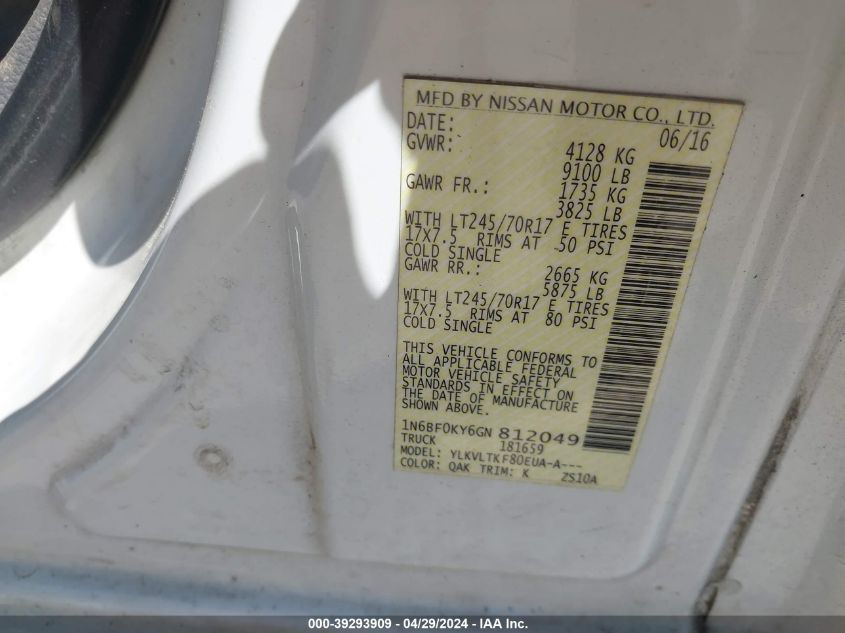 MFD BY NISSAN MOTOR CO., LTD.
DATE: 06/16
GVWR: 4128 KG
9100 LB
GAWR FR.: 1735 KG
3825 LB
WITH LT245/70R17 E TIRES
17X7.5 RIMS AT 50 PSI
COLD SINGLE
GAWR RR.: 2665 KG
5875 LB
WITH LT245/70R17 E TIRES
17X7.5 RIMS AT 80 PSI
COLD SINGLE
THIS VEHICLE CONFORMS TO
ALL APPLICABLE FEDERAL
MOTOR VEHICLE SAFETY
STANDARDS IN EFFECT ON
THE DATE OF MANUFACTURE
SHOWN ABOVE.
1N6BF0KY6GN 812049
TRUCK 181659
MODEL: YLKVLTKF80EUA-A---
COLOR: QAK TRIM: K ZS10A
000-39293909 - 04/29/2024 - IAA Inc.